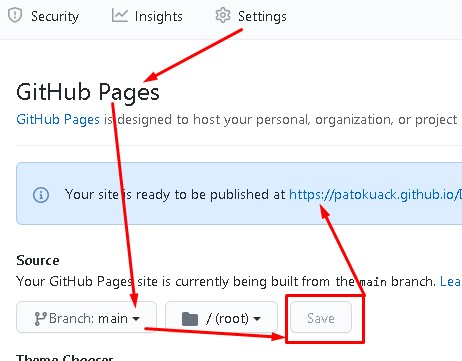 Security Insights Settings
GitHub Pages
GitHub Pages is designed to host your personal, organization, or project
Your site is ready to be published at https://patokuack.github.io/
Source
Your GitHub Pages site is currently being built from the main branch. Lea
Branch: main / (root) Save
Theme Chooser